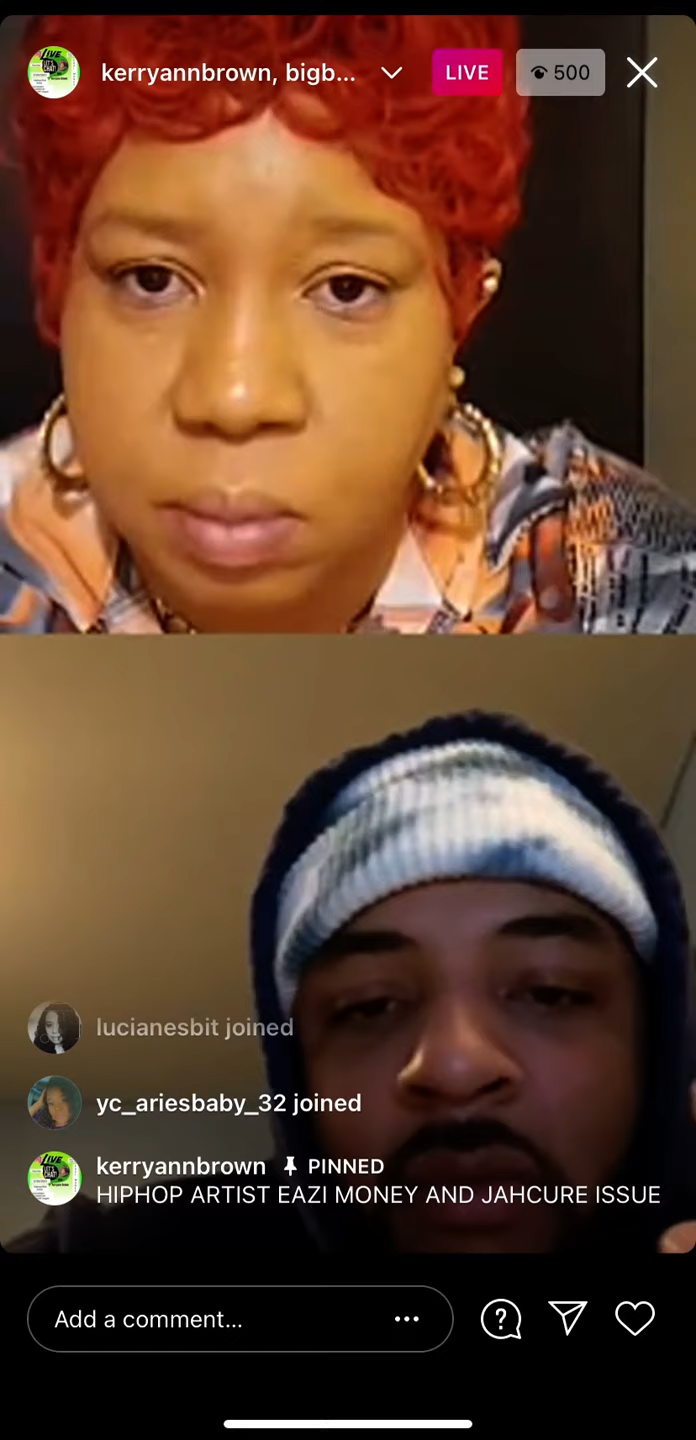 kerryannbrown, bigb...
LIVE
500
lucianesbit joined
yc_ariesbaby_32 joined
kerryannbrown PINNED
HIPHOP ARTIST EAZI MONEY AND JAHCURE ISSUE
Add a comment...